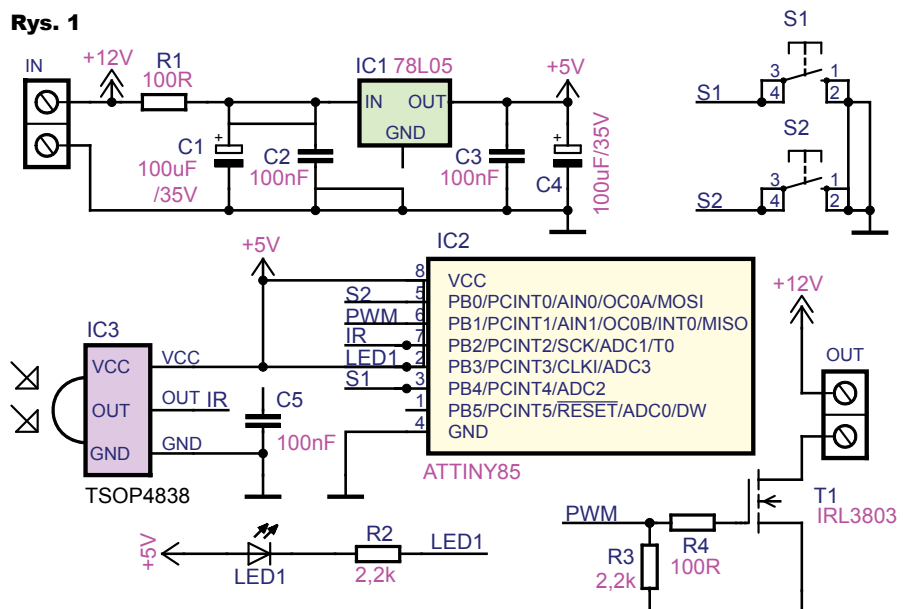 Rys. 1
IN
+12V
R1
100R
IC1 78L05
IN OUT
GND
+5V
+
C1
100uF
/35V
C2
100nF
C3
100nF
+
C4
100uF/35V
S1
S1
3
4
1
2
S2
S2
3
4
1
2
+5V
IC2
8 VCC
S2 5 PB0/PCINT0/AIN0/OC0A/MOSI
PWM 6 PB1/PCINT1/AIN1/OC0B/INT0/MISO
IR 7 PB2/PCINT2/SCK/ADC1/T0
LED1 2 PB3/PCINT3/CLKI/ADC3
S1 3 PB4/PCINT4/ADC2
1 PB5/PCINT5/RESET/ADC0/DW
4 GND
ATTINY85
IC3
VCC VCC
OUT OUT IR
GND GND
TSOP4838
C5
100nF
+12V
OUT
T1
IRL3803
PWM
R4
100R
R3
2,2k
+5V
LED1
R2
2,2k
LED1